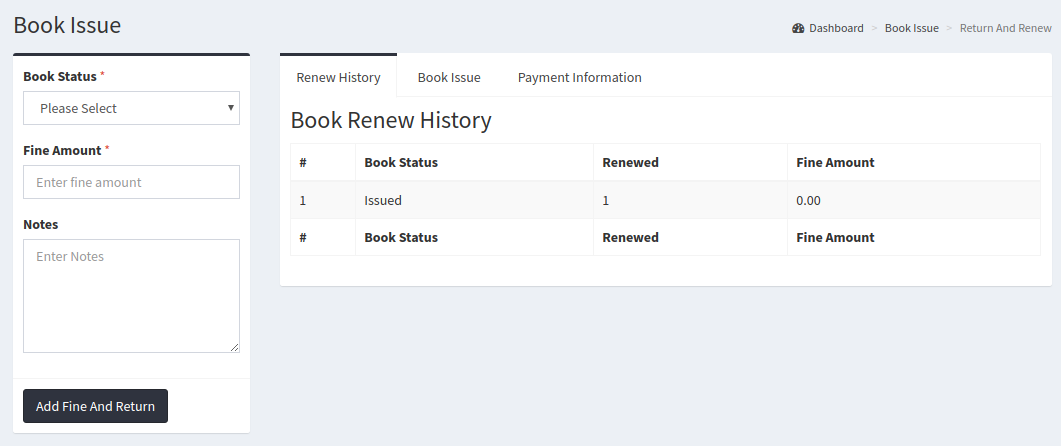 Book Issue
Dashboard > Book Issue > Return And Renew
Book Status *
Please Select
Fine Amount *
Enter fine amount
Notes
Enter Notes
Add Fine And Return
Renew History Book Issue Payment Information
Book Renew History
# Book Status Renewed Fine Amount
1 Issued 1 0.00
# Book Status Renewed Fine Amount